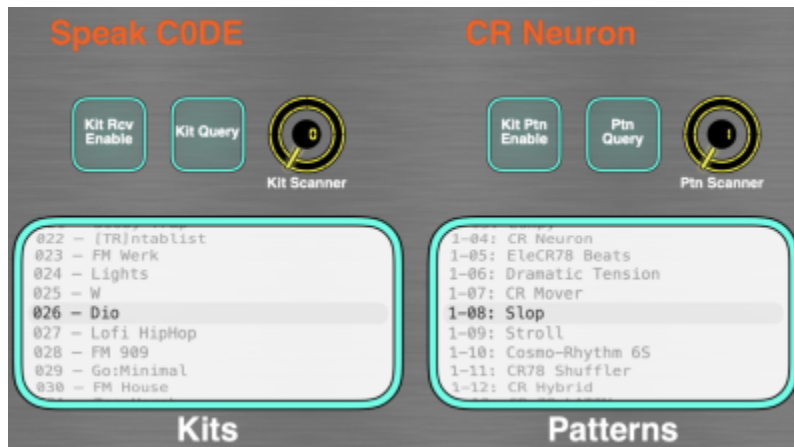 Speak C0DE
CR Neuron
Kit Rcv
Enable
Kit Query
0
Kit Scanner
Kit Ptn
Enable
Ptn
Query
1
Ptn Scanner
022 – [TR]ntablist
023 – FM Werk
024 – Lights
025 – W
026 – Dio
027 – Lofi HipHop
028 – FM 909
029 – Go:Minimal
030 – FM House
Kits
1-04: CR Neuron
1-05: EleCR78 Beats
1-06: Dramatic Tension
1-07: CR Mover
1-08: Slop
1-09: Stroll
1-10: Cosmo-Rhythm 6S
1-11: CR78 Shuffler
1-12: CR Hybrid
Patterns